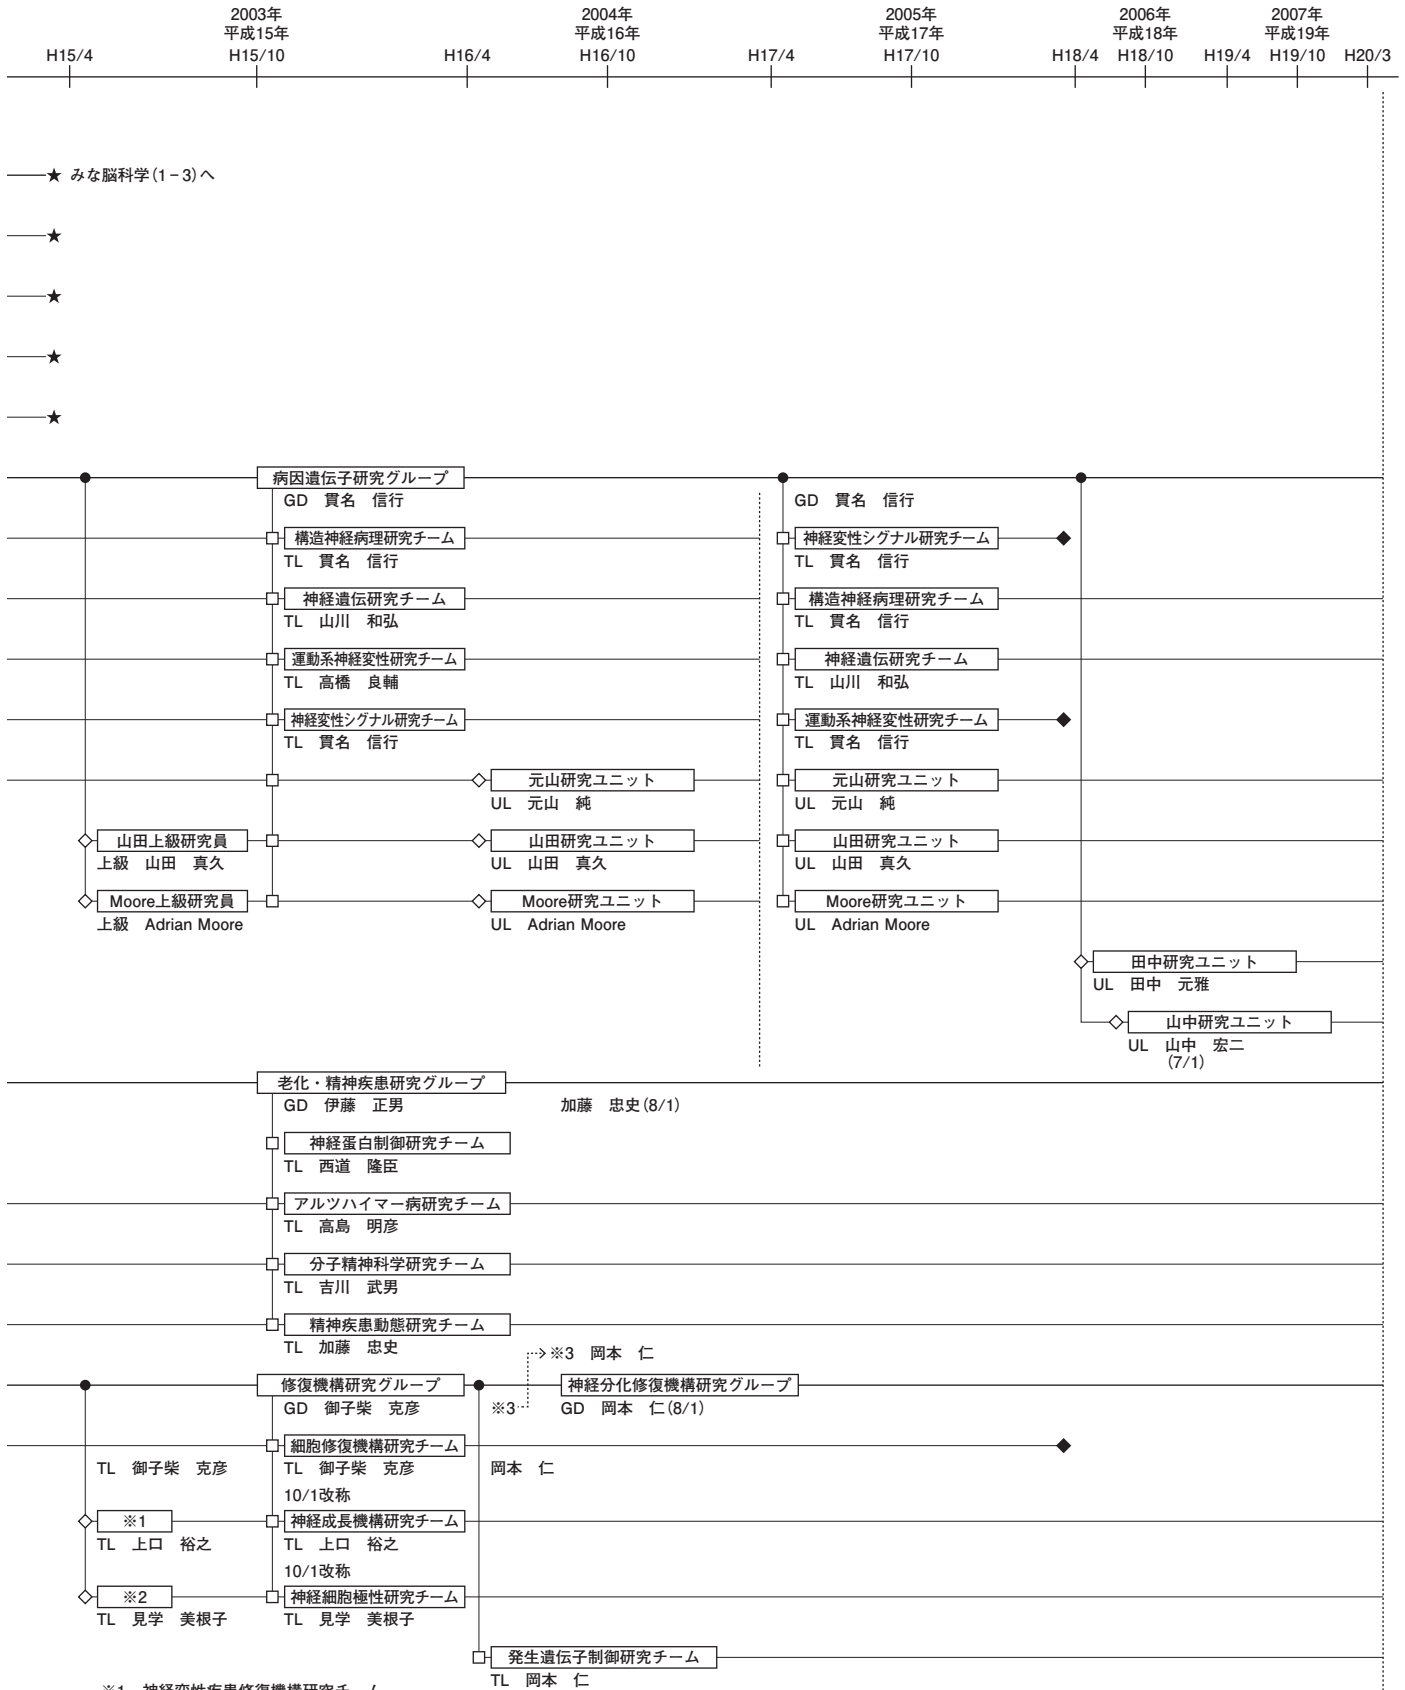 2003年 2004年 2005年 2006年 2007年
平成15年 平成16年 平成17年 平成18年 平成19年
H15/4 H15/10 H16/4 H16/10 H17/4 H17/10 H18/4 H18/10 H19/4 H19/10 H20/3
★ みな脳科学(1−3)へ
★
★
★
★
病因遺伝子研究グループ
GD 貫名 信行 GD 貫名 信行
構造神経病理研究チーム 神経変性シグナル研究チーム
TL 貫名 信行 TL 貫名 信行
神経遺伝研究チーム 構造神経病理研究チーム
TL 山川 和弘 TL 貫名 信行
運動系神経変性研究チーム 神経遺伝研究チーム
TL 高橋 良輔 TL 山川 和弘
神経変性シグナル研究チーム 運動系神経変性研究チーム
TL 貫名 信行 TL 貫名 信行
元山研究ユニット 元山研究ユニット
UL 元山 純 UL 元山 純
山田上級研究員 山田研究ユニット 山田研究ユニット
上級 山田 真久 UL 山田 真久 UL 山田 真久
Moore上級研究員 Moore研究ユニット Moore研究ユニット
上級 Adrian Moore UL Adrian Moore UL Adrian Moore
田中研究ユニット
UL 田中 元雅
山中研究ユニット
UL 山中 宏二
(7/1)
老化・精神疾患研究グループ
GD 伊藤 正男 加藤 忠史(8/1)
神経蛋白制御研究チーム
TL 西道 隆臣
アルツハイマー病研究チーム
TL 高島 明彦
分子精神科学研究チーム
TL 吉川 武男
精神疾患動態研究チーム
TL 加藤 忠史
※3 岡本 仁
修復機構研究グループ 神経分化修復機構研究グループ
GD 御子柴 克彦 ※3 GD 岡本 仁(8/1)
細胞修復機構研究チーム
TL 御子柴 克彦 TL 御子柴 克彦 岡本 仁
10/1改称
※1 神経成長機構研究チーム
TL 上口 裕之 TL 上口 裕之
10/1改称
※2 神経細胞極性研究チーム
TL 見学 美根子 TL 見学 美根子
発生遺伝子制御研究チーム
TL 岡本 仁
※1 神経変性疾患修復機構研究チーム